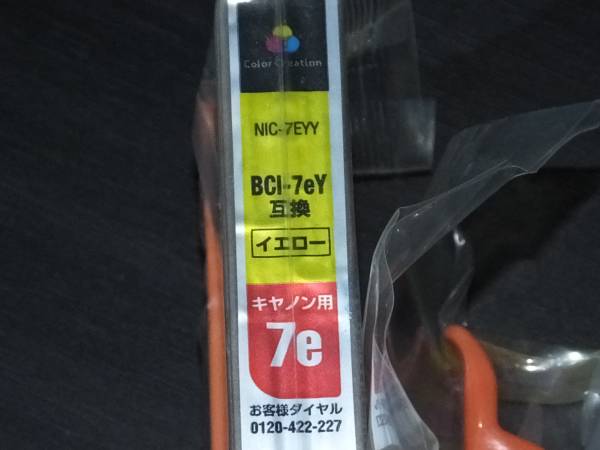 Color Creation
NIC-7EYY
BCI-7eY
互換
イエロー
キヤノン用
7e
お客様ダイヤル
0120-422-227